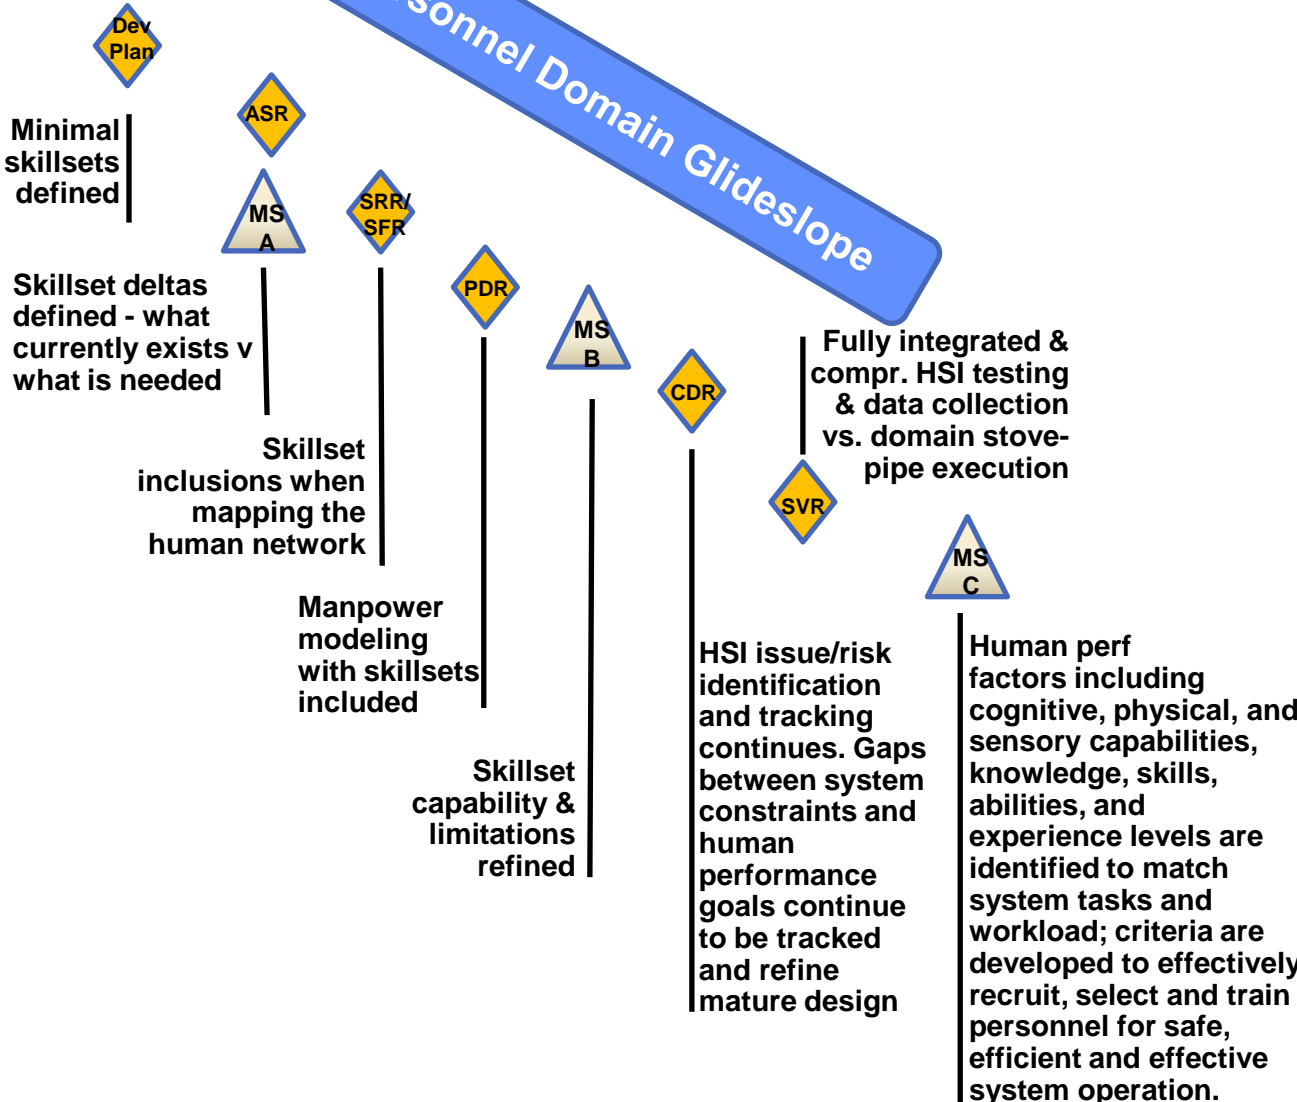 Dev
Plan
Personnel Domain Glideslope
Minimal
skillsets
defined
ASR
MS
A
SRR/
SFR
Skillset deltas
defined - what
currently exists v
what is needed
PDR
MS
B
Skillset
inclusions when
mapping the
human network
CDR
Fully integrated &
compr. HSI testing
& data collection
vs. domain stove-
pipe execution
SVR
MS
C
Manpower
modeling
with skillsets
included
Skillset
capability &
limitations
refined
HSI issue/risk
identification
and tracking
continues. Gaps
between system
constraints and
human
performance
goals continue
to be tracked
and refine
mature design
Human perf
factors including
cognitive, physical, and
sensory capabilities,
knowledge, skills,
abilities, and
experience levels are
identified to match
system tasks and
workload; criteria are
developed to effectively
recruit, select and train
personnel for safe,
efficient and effective
system operation.